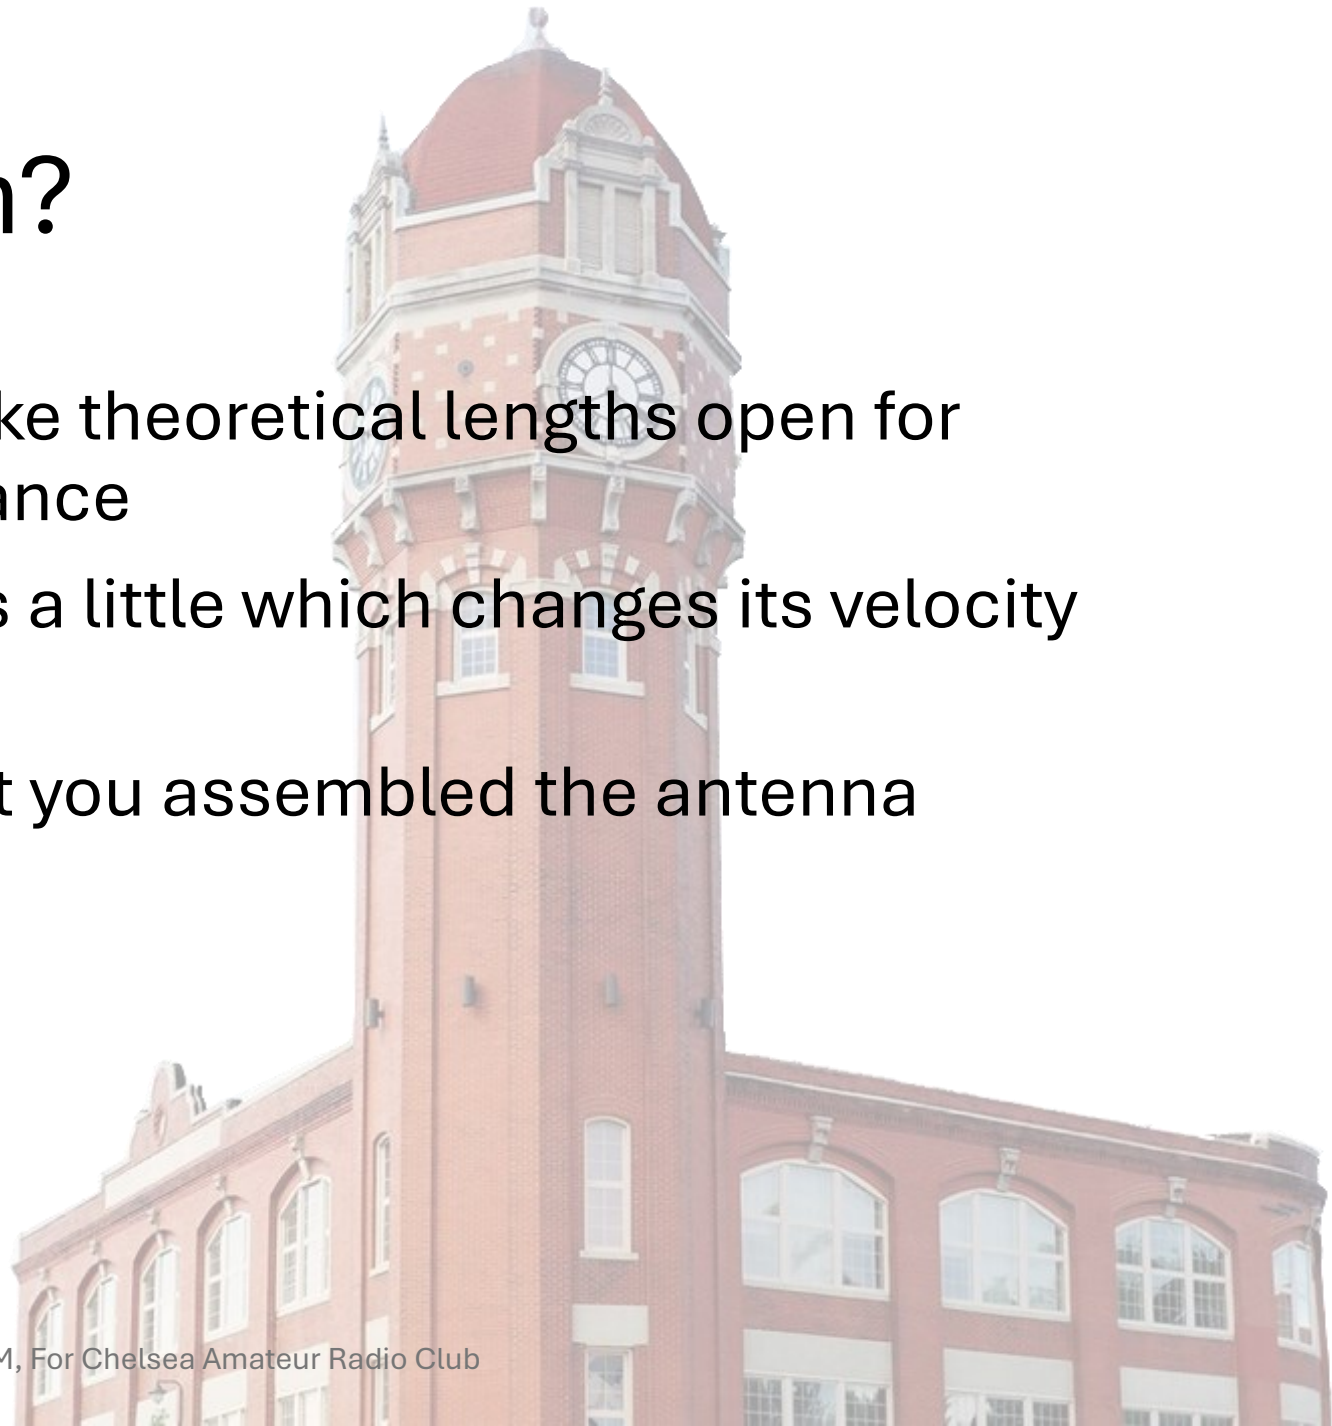 n?
ke theoretical lengths open for
ance
s a little which changes its velocity
t you assembled the antenna
M, For Chelsea Amateur Radio Club